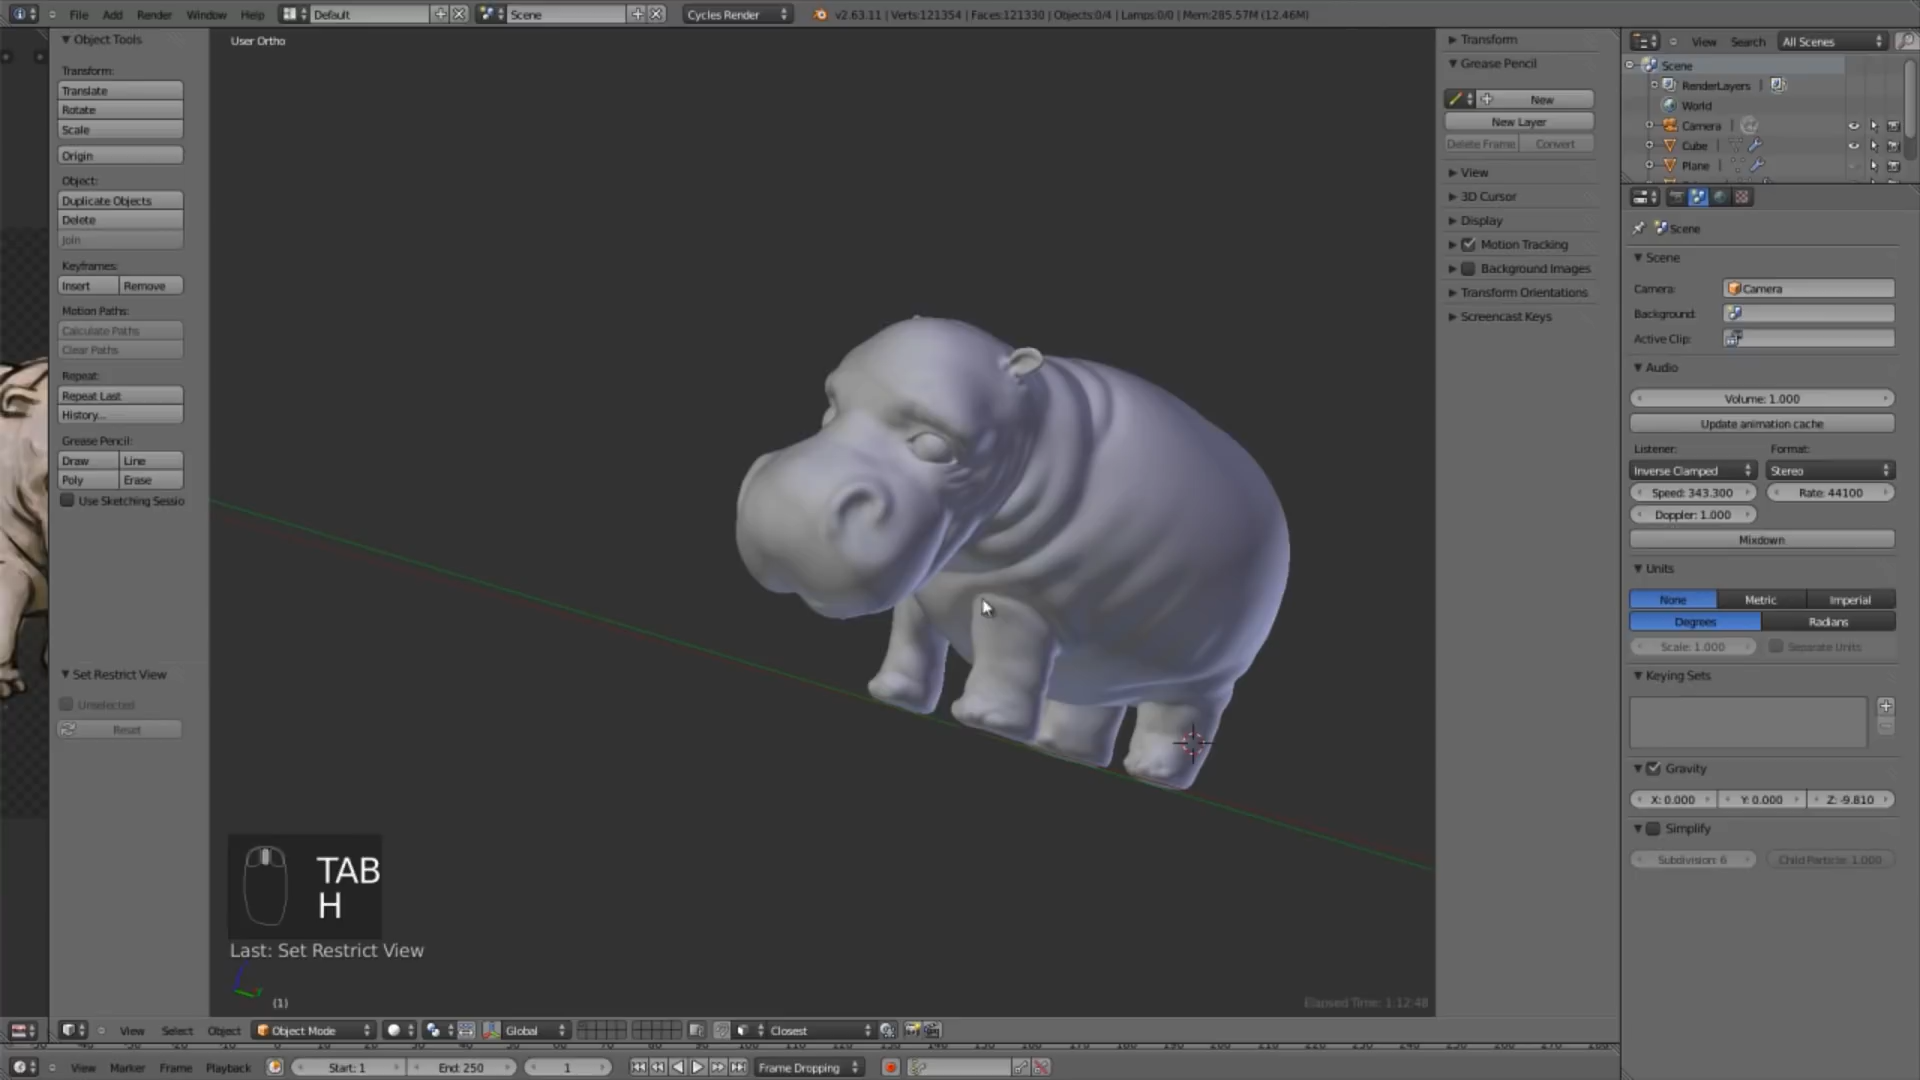 File Add Render Window Help Default Scene Cycles Render v2.63.11 | Verts:121354 | Faces:121330 | Objects:0/4 | Lamps:0/0 | Mem:285.57M (12.46M)
Object Tools
Transform:
Translate
Rotate
Scale
Origin
Object:
Duplicate Objects
Delete
Join
Keyframes:
Insert Remove
Motion Paths:
Calculate Paths
Clear Paths
Repeat:
Repeat Last
History...
Grease Pencil:
Draw Line
Poly Erase
Use Sketching Sessio
Set Restrict View
Unselected
Reset
User Ortho
TAB
H
Last: Set Restrict View
(1)
Elapsed Time: 1:12:48
Transform
Grease Pencil
New
New Layer
Delete Frame Convert
View
3D Cursor
Display
Motion Tracking
Background Images
Transform Orientations
Screencast Keys
View Search All Scenes
Scene
RenderLayers |
World
Camera |
Cube |
Plane |
Scene
Scene
Camera: Camera
Background:
Active Clip:
Audio
Volume: 1.000
Update animation cache
Listener: Format:
Inverse Clamped Stereo
Speed: 343.300 Rate: 44100
Doppler: 1.000
Mixdown
Units
None Metric Imperial
Degrees Radians
Scale: 1.000 Separate Units
Keying Sets
Gravity
X: 0.000 Y: 0.000 Z: -9.810
Simplify
Subdivision: 6 Child Particle: 1.000
View Select Object Object Mode Global Closest
View Marker Frame Playback Start: 1 End: 250 1 Frame Dropping